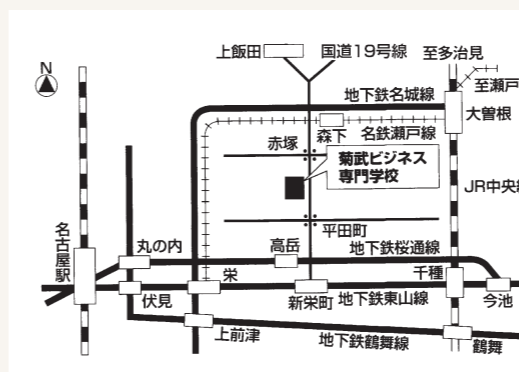 上飯田
国道19号線
至多治見
至瀬戸
N
地下鉄名城線
大曽根
森下
名鉄瀬戸線
赤塚
菊武ビジネス
専門学校
JR中央線
平田町
名古屋駅
丸の内
高岳
地下鉄桜通線
栄
千種
伏見
新栄町
地下鉄東山線
今池
上前津
地下鉄鶴舞線
鶴舞